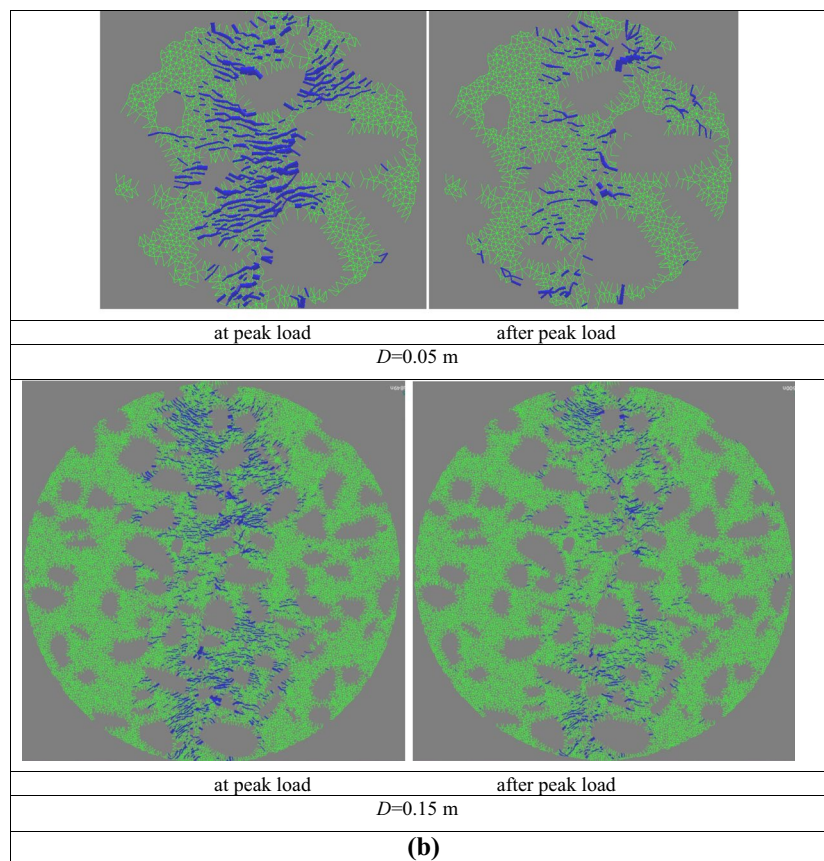 at peak load after peak load
D=0.05 m
at peak load after peak load
D=0.15 m
(b)